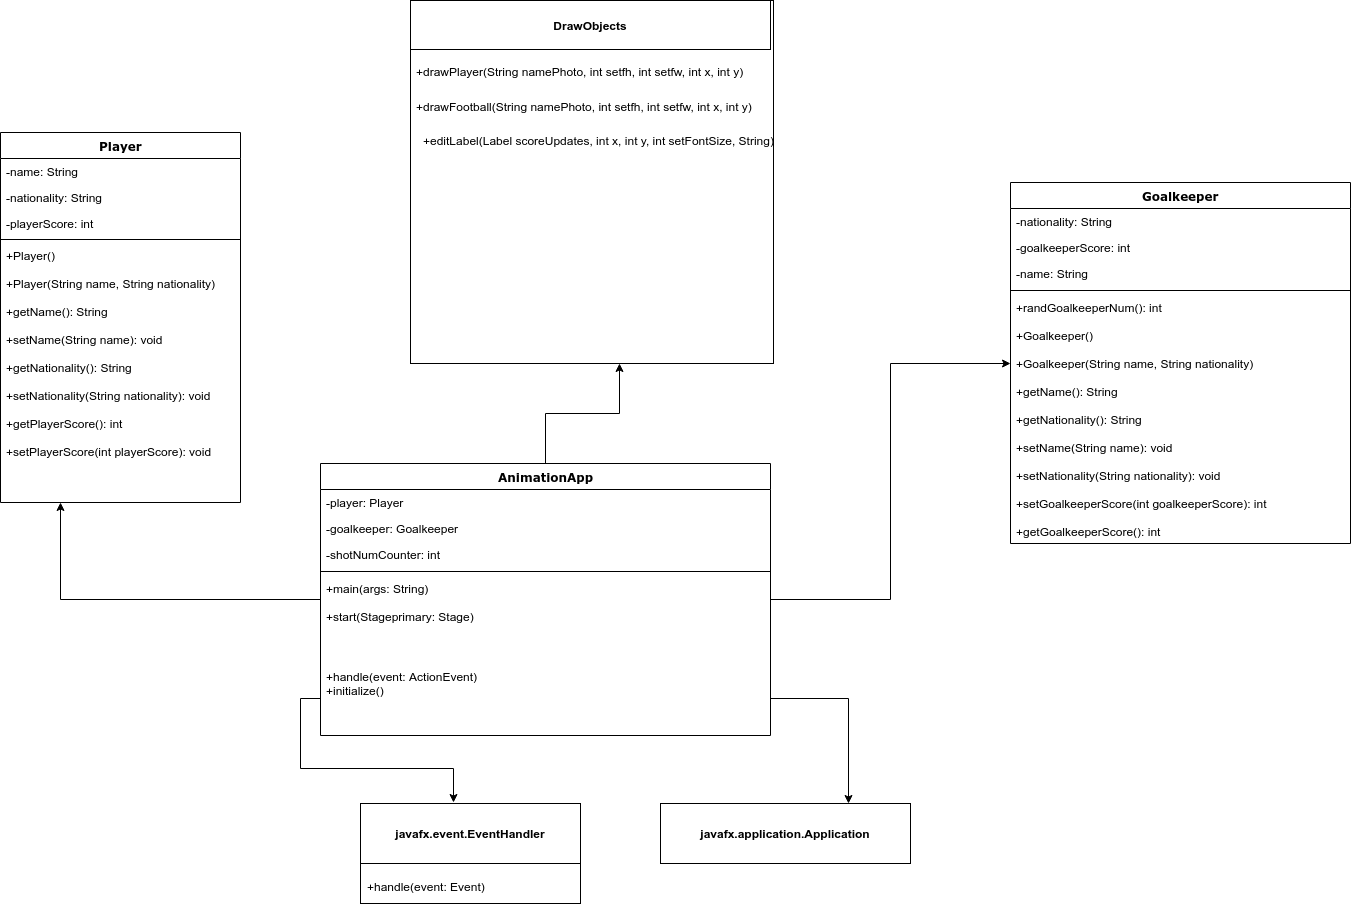 DrawObjects
+drawPlayer(String namePhoto, int setfh, int setfw, int x, int y)
+drawFootball(String namePhoto, int setfh, int setfw, int x, int y)
+editLabel(Label scoreUpdates, int x, int y, int setFontSize, String)
Player
-name: String
-nationality: String
-playerScore: int
+Player()
+Player(String name, String nationality)
+getName(): String
+setName(String name): void
+getNationality(): String
+setNationality(String nationality): void
+getPlayerScore(): int
+setPlayerScore(int playerScore): void
Goalkeeper
-nationality: String
-goalkeeperScore: int
-name: String
+randGoalkeeperNum(): int
+Goalkeeper()
+Goalkeeper(String name, String nationality)
+getName(): String
+getNationality(): String
+setName(String name): void
+setNationality(String nationality): void
+setGoalkeeperScore(int goalkeeperScore): int
+getGoalkeeperScore(): int
AnimationApp
-player: Player
-goalkeeper: Goalkeeper
-shotNumCounter: int
+main(args: String)
+start(Stageprimary: Stage)
+handle(event: ActionEvent)
+initialize()
javafx.event.EventHandler
+handle(event: Event)
javafx.application.Application